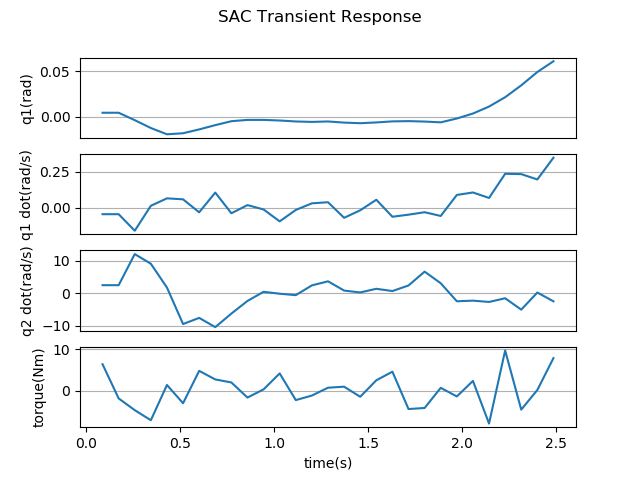 SAC Transient Response
0.05
0.00
q1(rad)
0.25
0.00
q1 dot(rad/s)
10
0
−10
q2 dot(rad/s)
10
0
torque(Nm)
0.0 0.5 1.0 1.5 2.0 2.5
time(s)